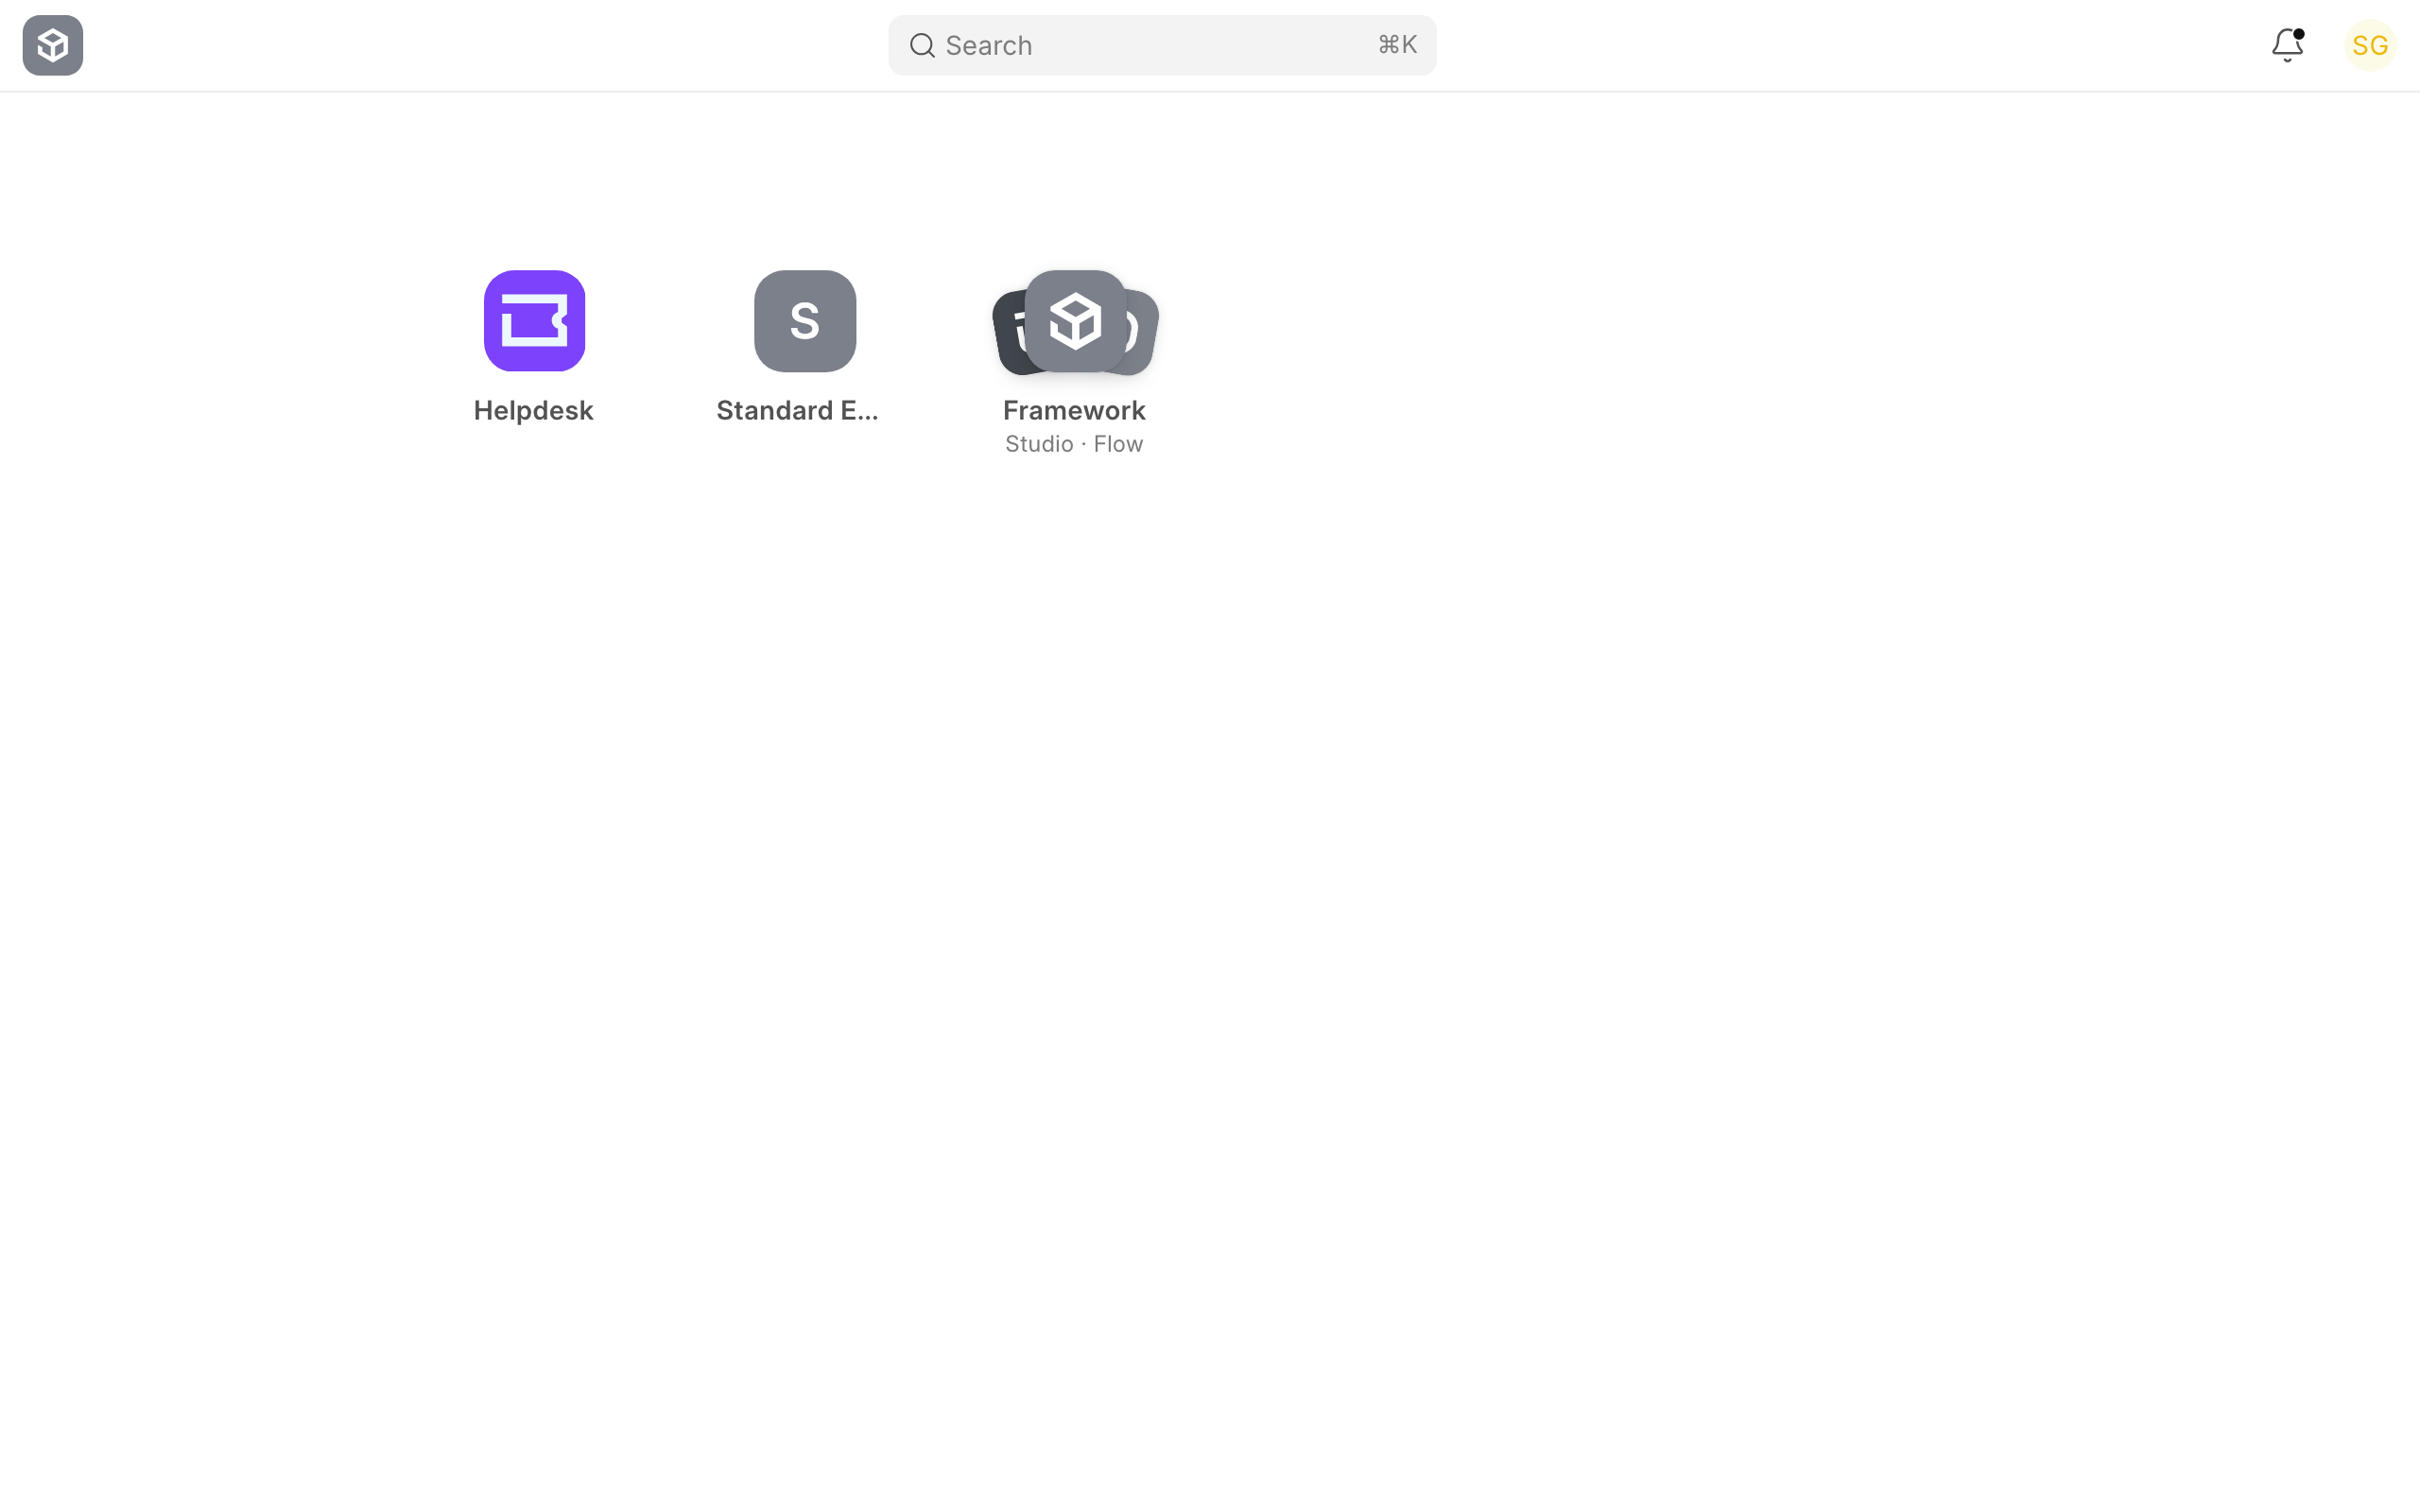 Search ⌘K
SG
S
Helpdesk
Standard E...
Framework
Studio · Flow